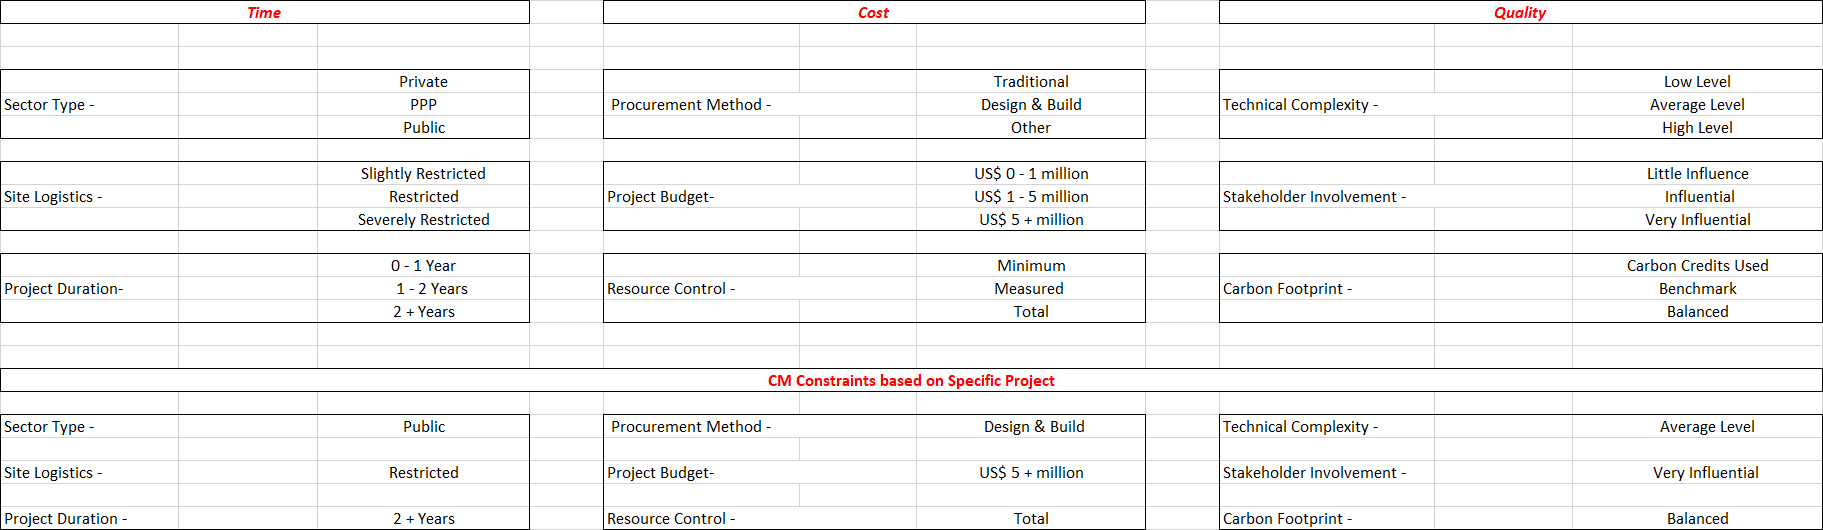 Time Cost Quality
Private Traditional Low Level
Sector Type - PPP Procurement Method - Design & Build Technical Complexity - Average Level
Public Other High Level
Slightly Restricted US$ 0 - 1 million Little Influence
Site Logistics - Restricted Project Budget- US$ 1 - 5 million Stakeholder Involvement - Influential
Severely Restricted US$ 5 + million Very Influential
0 - 1 Year Minimum Carbon Credits Used
Project Duration- 1 - 2 Years Resource Control - Measured Carbon Footprint - Benchmark
2 + Years Total Balanced
CM Constraints based on Specific Project
Sector Type - Public Procurement Method - Design & Build Technical Complexity - Average Level
Site Logistics - Restricted Project Budget- US$ 5 + million Stakeholder Involvement - Very Influential
Project Duration - 2 + Years Resource Control - Total Carbon Footprint - Balanced